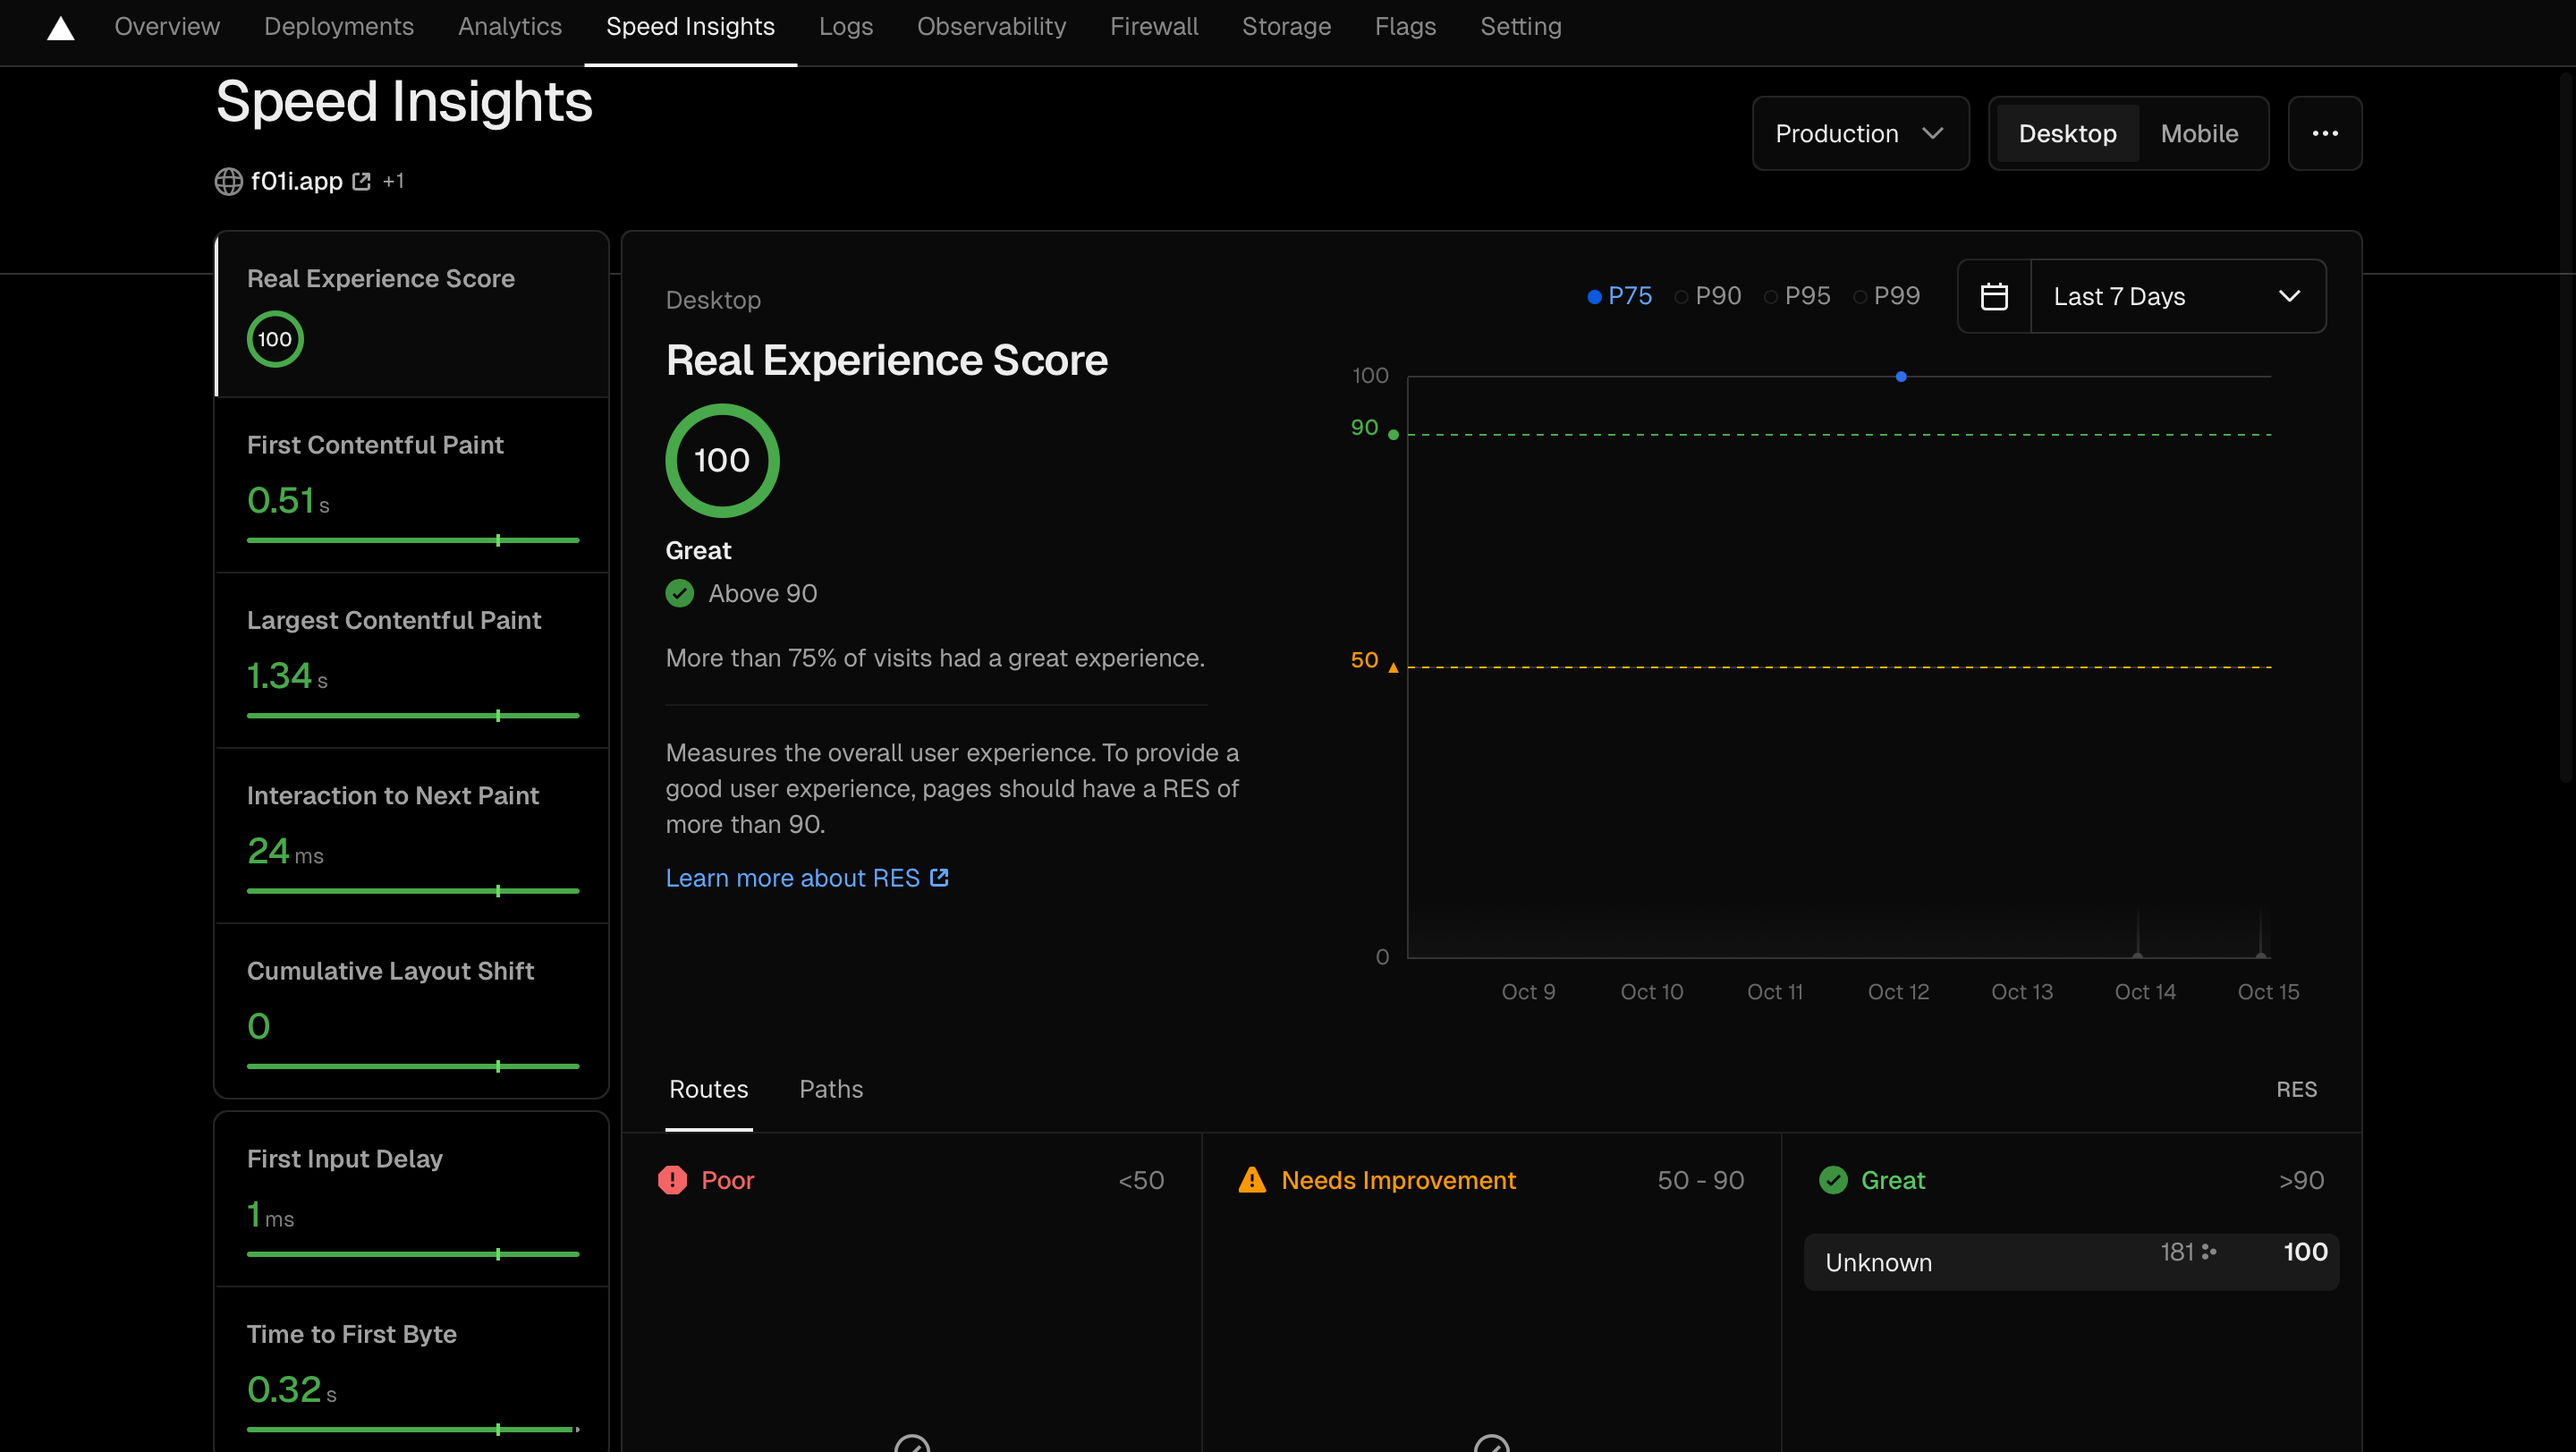 Overview Deployments Analytics Speed Insights Logs Observability Firewall Storage Flags Setting
Speed Insights
f01i.app +1
Production
Desktop Mobile
Real Experience Score
100
First Contentful Paint
0.51 s
Largest Contentful Paint
1.34 s
Interaction to Next Paint
24 ms
Cumulative Layout Shift
0
First Input Delay
1 ms
Time to First Byte
0.32 s
Desktop
Real Experience Score
100
Great
Above 90
More than 75% of visits had a great experience.
Measures the overall user experience. To provide a
good user experience, pages should have a RES of
more than 90.
Learn more about RES
P75 P90 P95 P99
Last 7 Days
100
90
50
0
Oct 9 Oct 10 Oct 11 Oct 12 Oct 13 Oct 14 Oct 15
Routes Paths RES
Poor <50
Needs Improvement 50 - 90
Great >90
Unknown 181 100